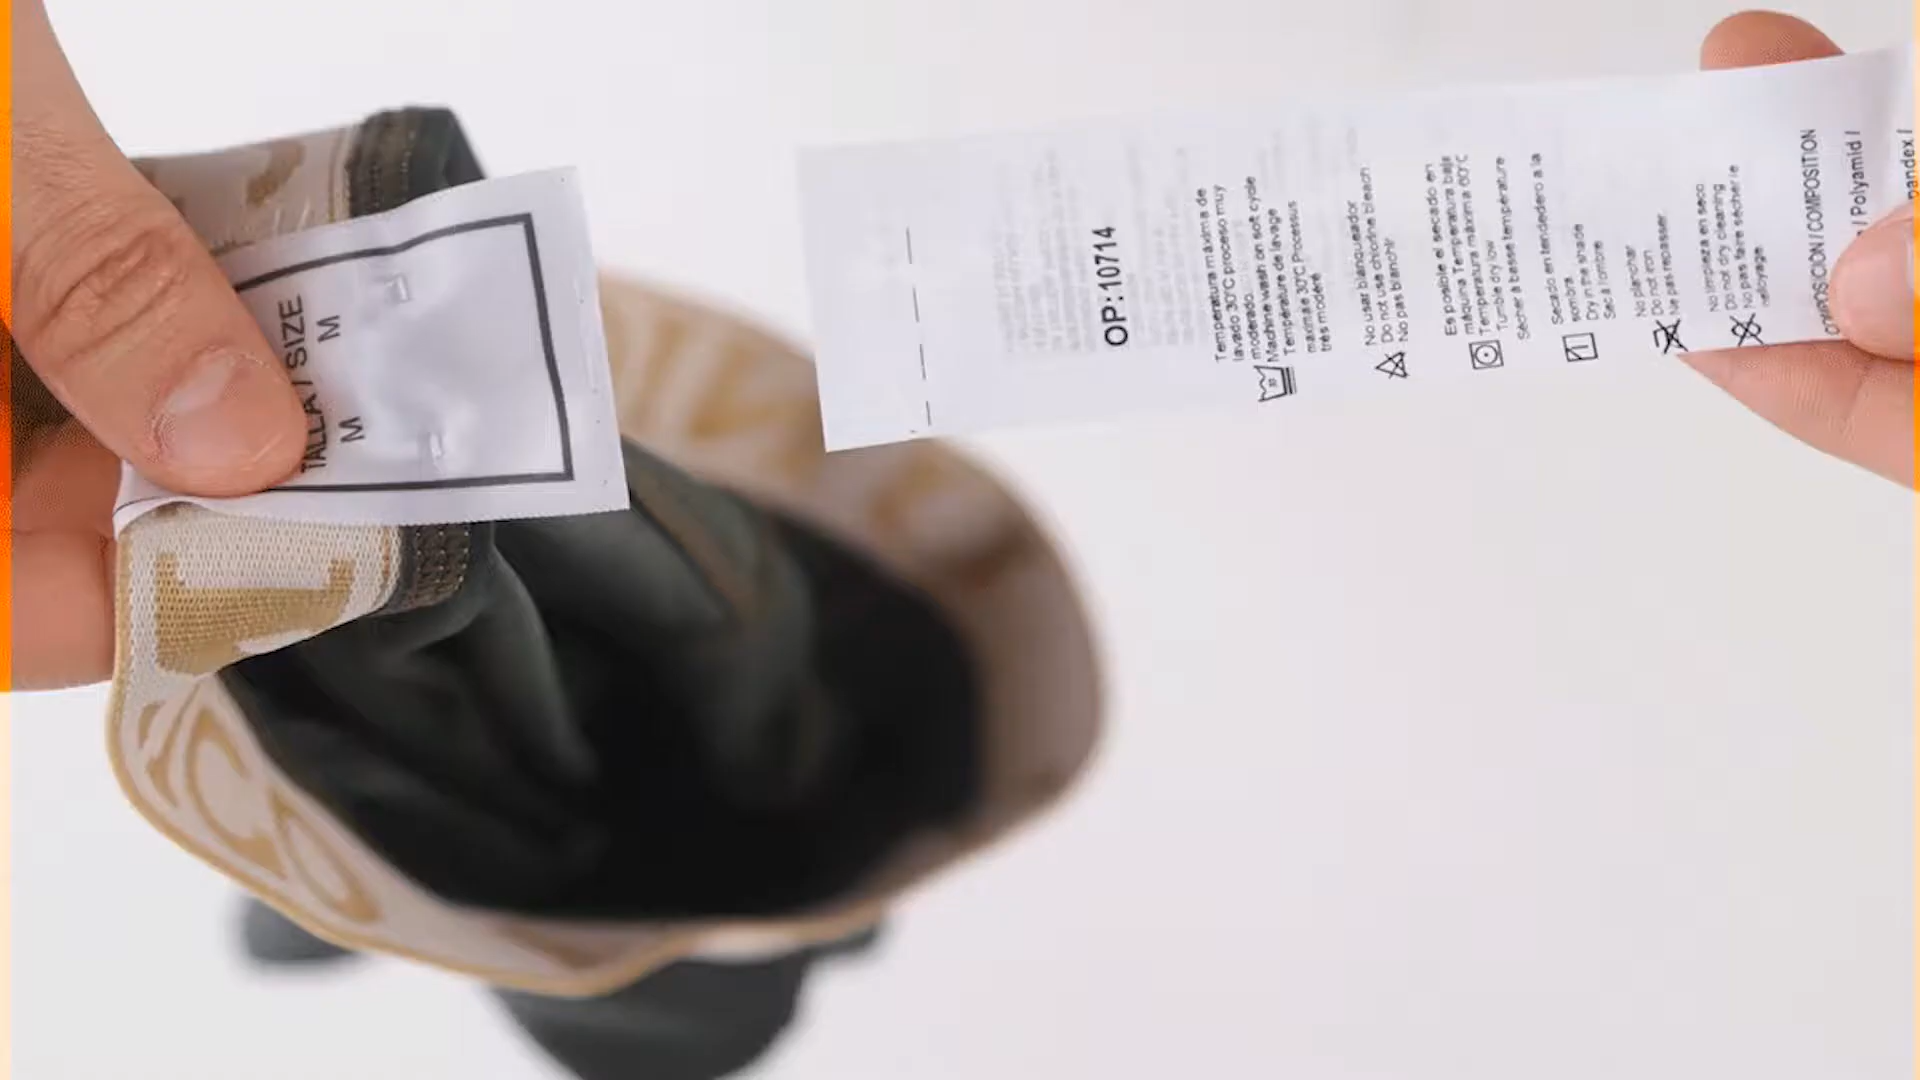 TALLA / SIZE
M M
OP:10714
Temperatura máxima de
lavado 30°C proceso muy
moderado.
Machine wash on soft cycle
Température de lavage
maximale 30°C Processus
très modéré
No usar blanqueador
Do not use chlorine bleach
No pas blanchir
Es posible el secado en
máquina Temperatura baja
Temperatura máxima 60°C
Tumble dry low
Sécher à basse température
Secado en tendedero a la
sombra
Dry in the shade
Sec à l'ombre
No planchar
Do not iron
Ne pas repasser
No limpieza en seco
Do not dry cleaning
No pas faire sécher le
nettoyage
COMPOSICION / COMPOSITION
/ Polyamid /